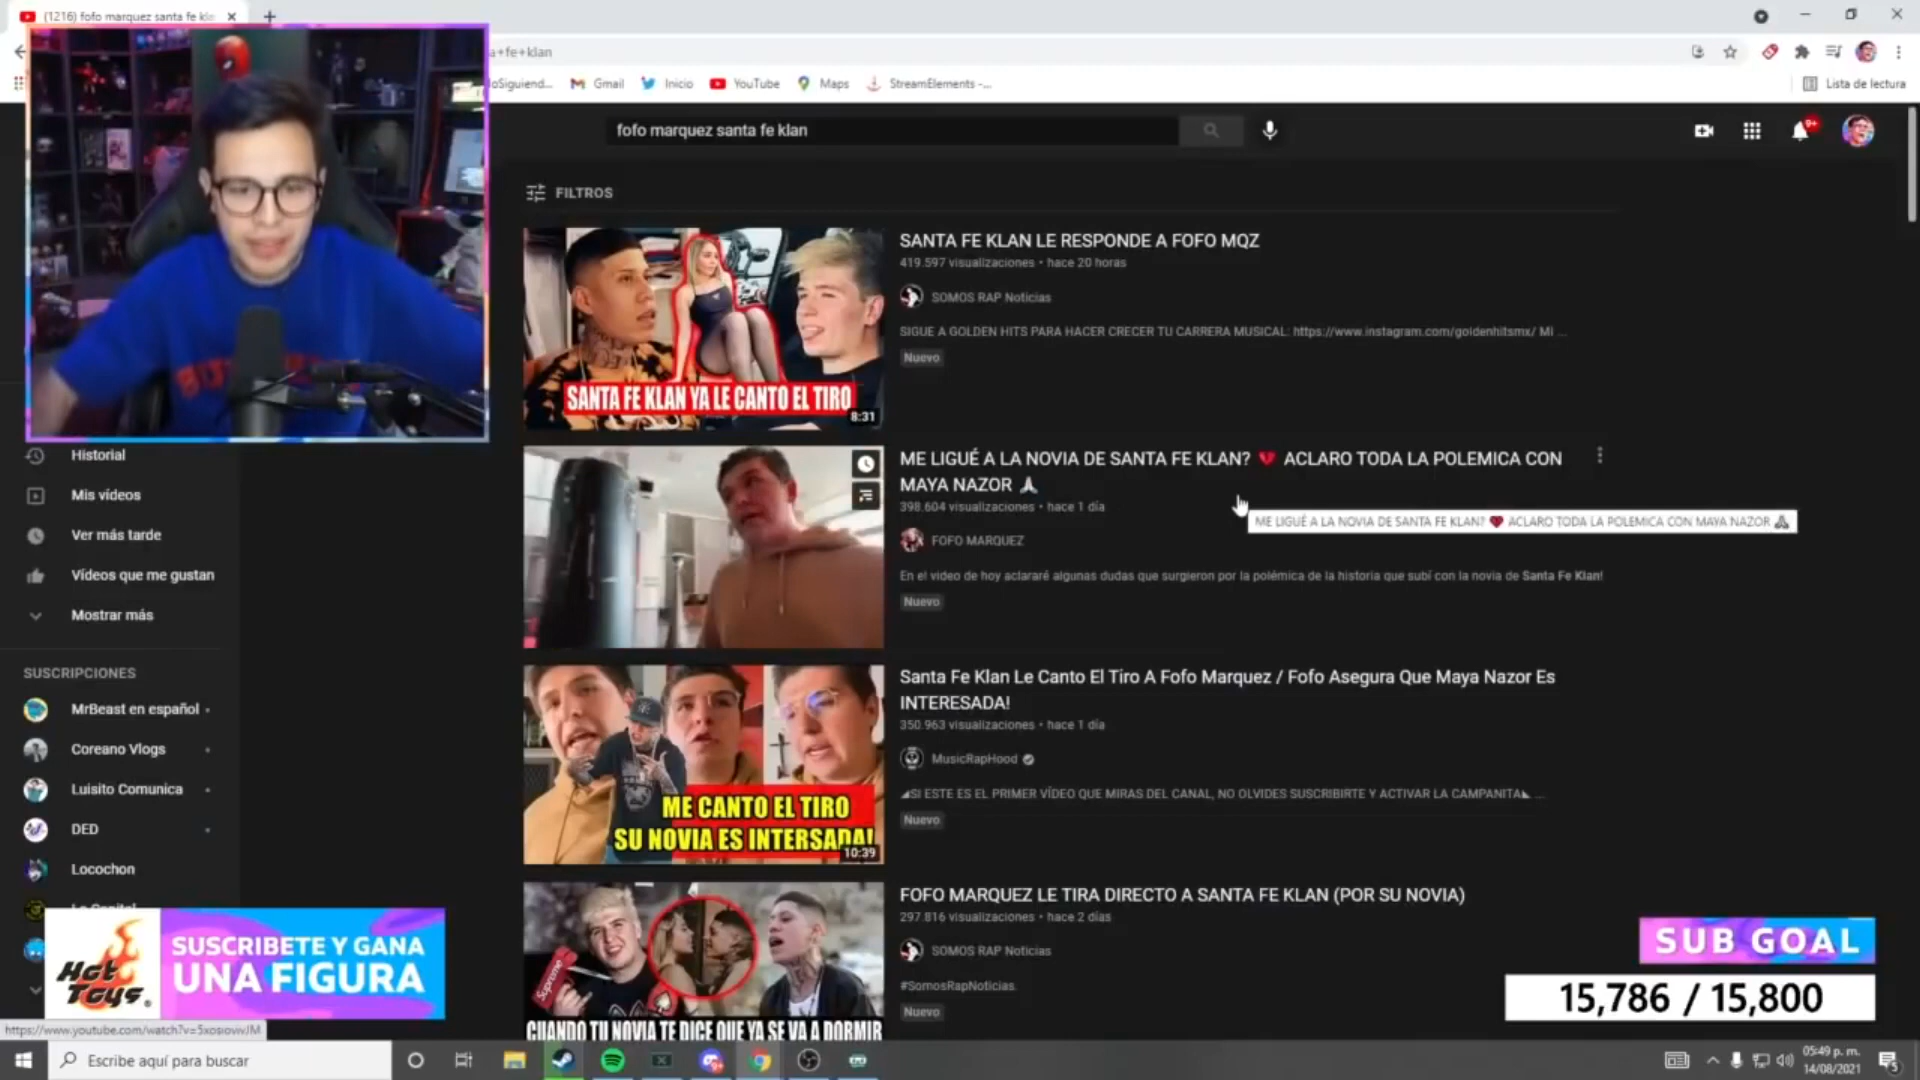 (1216) fofo marquez santa fe kla
a+fe+klan
loSiguiend...
Gmail
Inicio
YouTube
Maps
StreamElements -...
Lista de lectura
fofo marquez santa fe klan
9+
FILTROS
SANTA FE KLAN YA LE CANTO EL TIRO
8:31
SANTA FE KLAN LE RESPONDE A FOFO MQZ
419.597 visualizaciones • hace 20 horas
SOMOS RAP Noticias
SIGUE A GOLDEN HITS PARA HACER CRECER TU CARRERA MUSICAL: https://www.instagram.com/goldenhitsmx/ MI ...
Nuevo
ME LIGUÉ A LA NOVIA DE SANTA FE KLAN? 💔 ACLARO TODA LA POLEMICA CON
MAYA NAZOR 🙏
398.604 visualizaciones • hace 1 día
ME LIGUÉ A LA NOVIA DE SANTA FE KLAN? 💔 ACLARO TODA LA POLEMICA CON MAYA NAZOR 🙏
FOFO MARQUEZ
En el video de hoy aclararé algunas dudas que surgieron por la polémica de la historia que subí con la novia de Santa Fe Klan!
Nuevo
ME CANTO EL TIRO
SU NOVIA ES INTERSADA!
10:39
Santa Fe Klan Le Canto El Tiro A Fofo Marquez / Fofo Asegura Que Maya Nazor Es
INTERESADA!
350.963 visualizaciones • hace 1 día
MusicRapHood
◢SI ESTE ES EL PRIMER VÍDEO QUE MIRAS DEL CANAL, NO OLVIDES SUSCRIBIRTE Y ACTIVAR LA CAMPANITA◣ ...
Nuevo
Supreme
CUANDO TU NOVIA TE DICE QUE YA SE VA A DORMIR
FOFO MARQUEZ LE TIRA DIRECTO A SANTA FE KLAN (POR SU NOVIA)
297.816 visualizaciones • hace 2 días
SOMOS RAP Noticias
#SomosRapNoticias.
Nuevo
Historial
Mis vídeos
Ver más tarde
Vídeos que me gustan
Mostrar más
SUSCRIPCIONES
MrBeast en español
Coreano Vlogs
Luisito Comunica
DED
Locochon
Hot Toys.
SUSCRIBETE Y GANA
UNA FIGURA
SUB GOAL
15,786 / 15,800
Escribe aquí para buscar
05:49 p. m.
14/08/2021
5